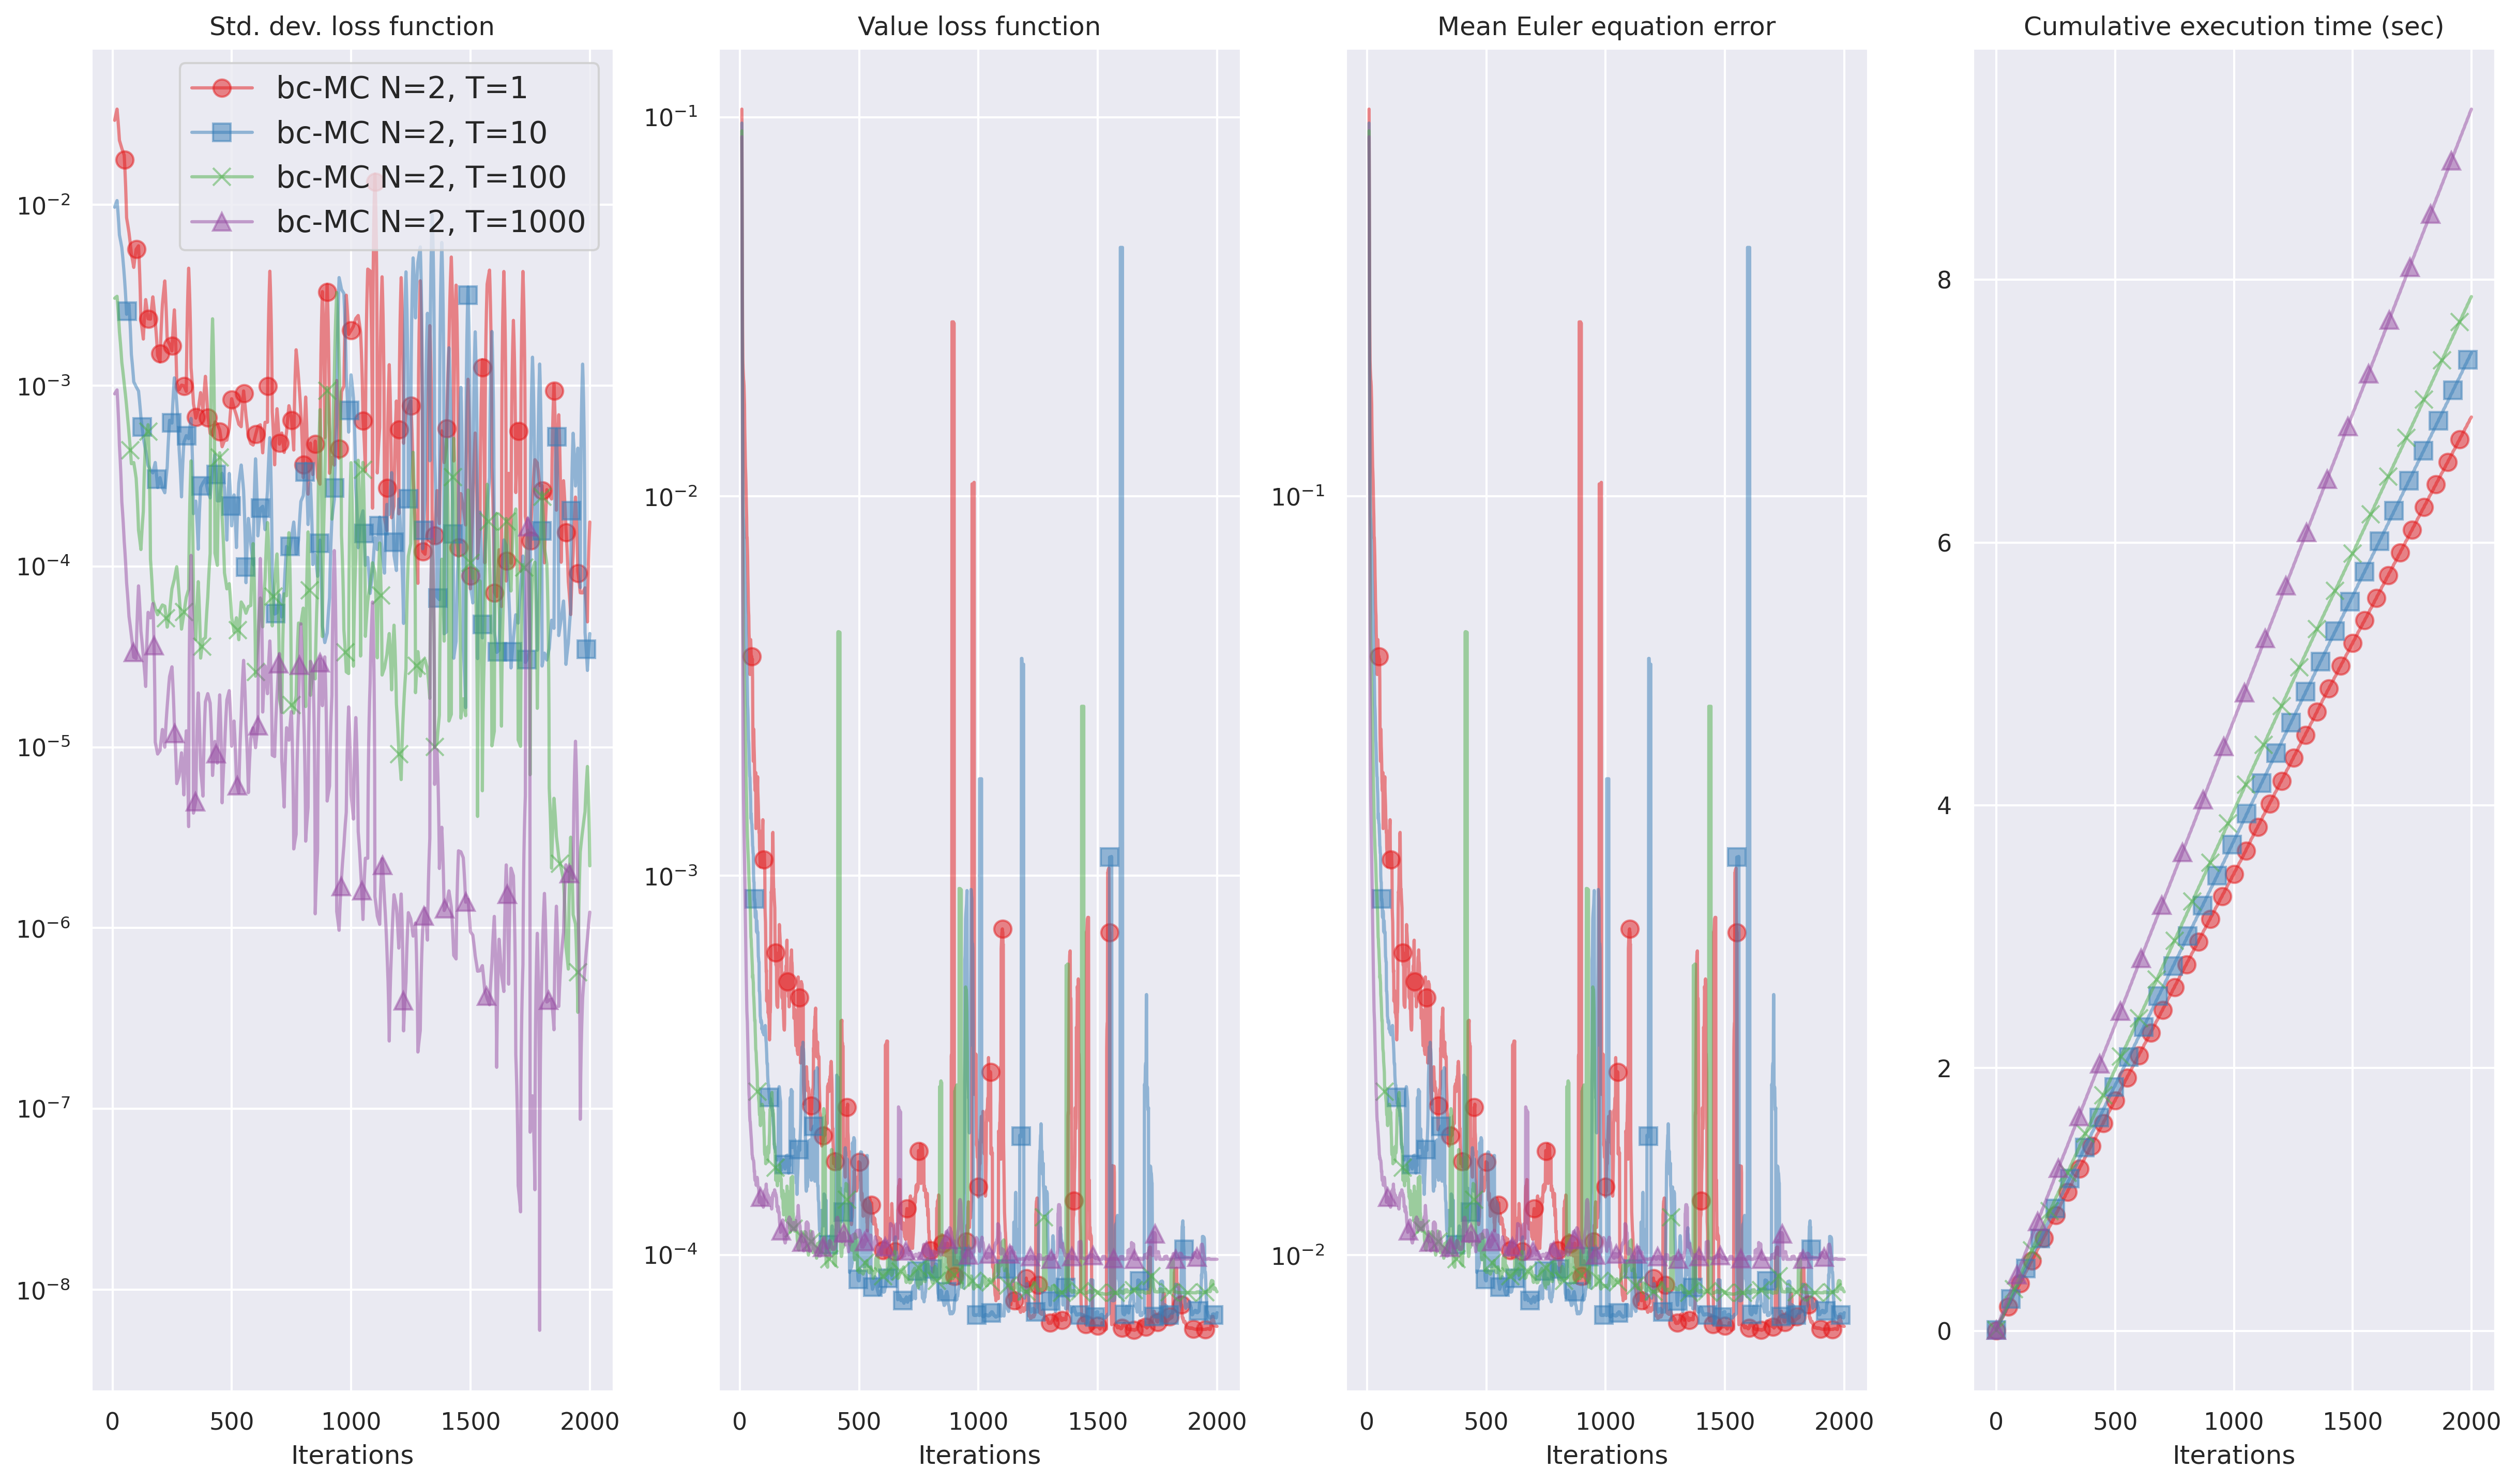 Std. dev. loss function
bc-MC N=2, T=1
bc-MC N=2, T=10
bc-MC N=2, T=100
bc-MC N=2, T=1000
10⁻²
10⁻³
10⁻⁴
10⁻⁵
10⁻⁶
10⁻⁷
10⁻⁸
0 500 1000 1500 2000
Iterations
Value loss function
10⁻¹
10⁻²
10⁻³
10⁻⁴
0 500 1000 1500 2000
Iterations
Mean Euler equation error
10⁻¹
10⁻²
0 500 1000 1500 2000
Iterations
Cumulative execution time (sec)
8
6
4
2
0
0 500 1000 1500 2000
Iterations